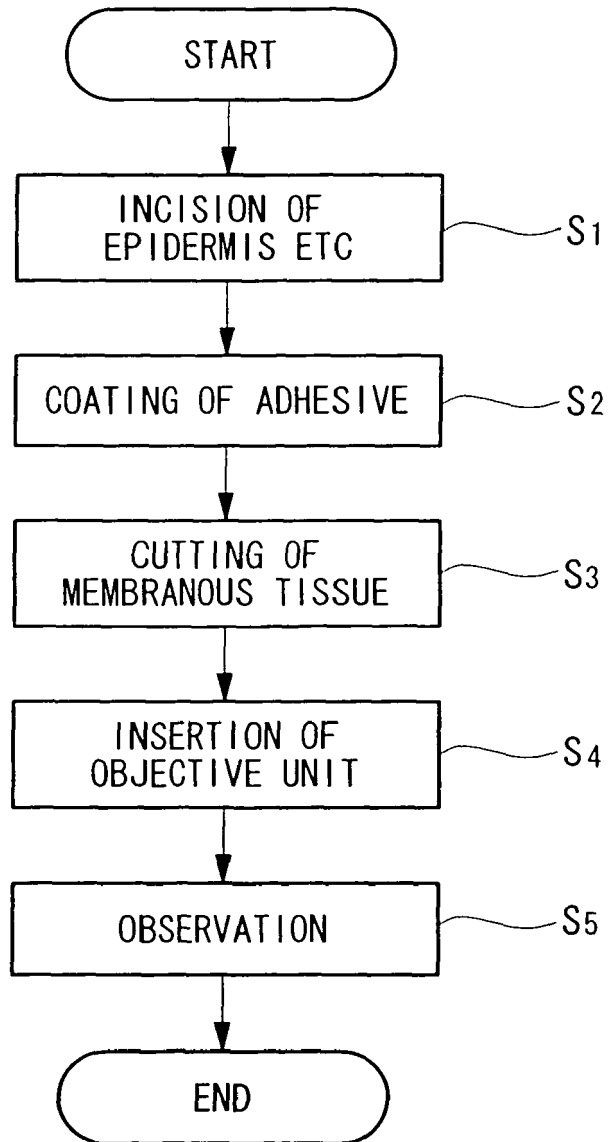 START
INCISION OF
EPIDERMIS ETC
S1
COATING OF ADHESIVE
S2
CUTTING OF
MEMBRANOUS TISSUE
S3
INSERTION OF
OBJECTIVE UNIT
S4
OBSERVATION
S5
END